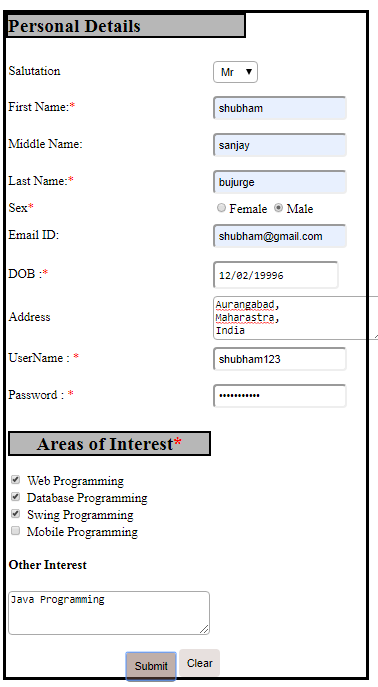 Personal Details
Salutation Mr
First Name:* shubham
Middle Name: sanjay
Last Name:* bujurge
Sex* Female Male
Email ID: shubham@gmail.com
DOB :* 12/02/19996
Address Aurangabad,
Maharastra,
India
UserName : * shubham123
Password : * •••••••••••
Areas of Interest*
Web Programming
Database Programming
Swing Programming
Mobile Programming
Other Interest
Java Programming
Submit Clear